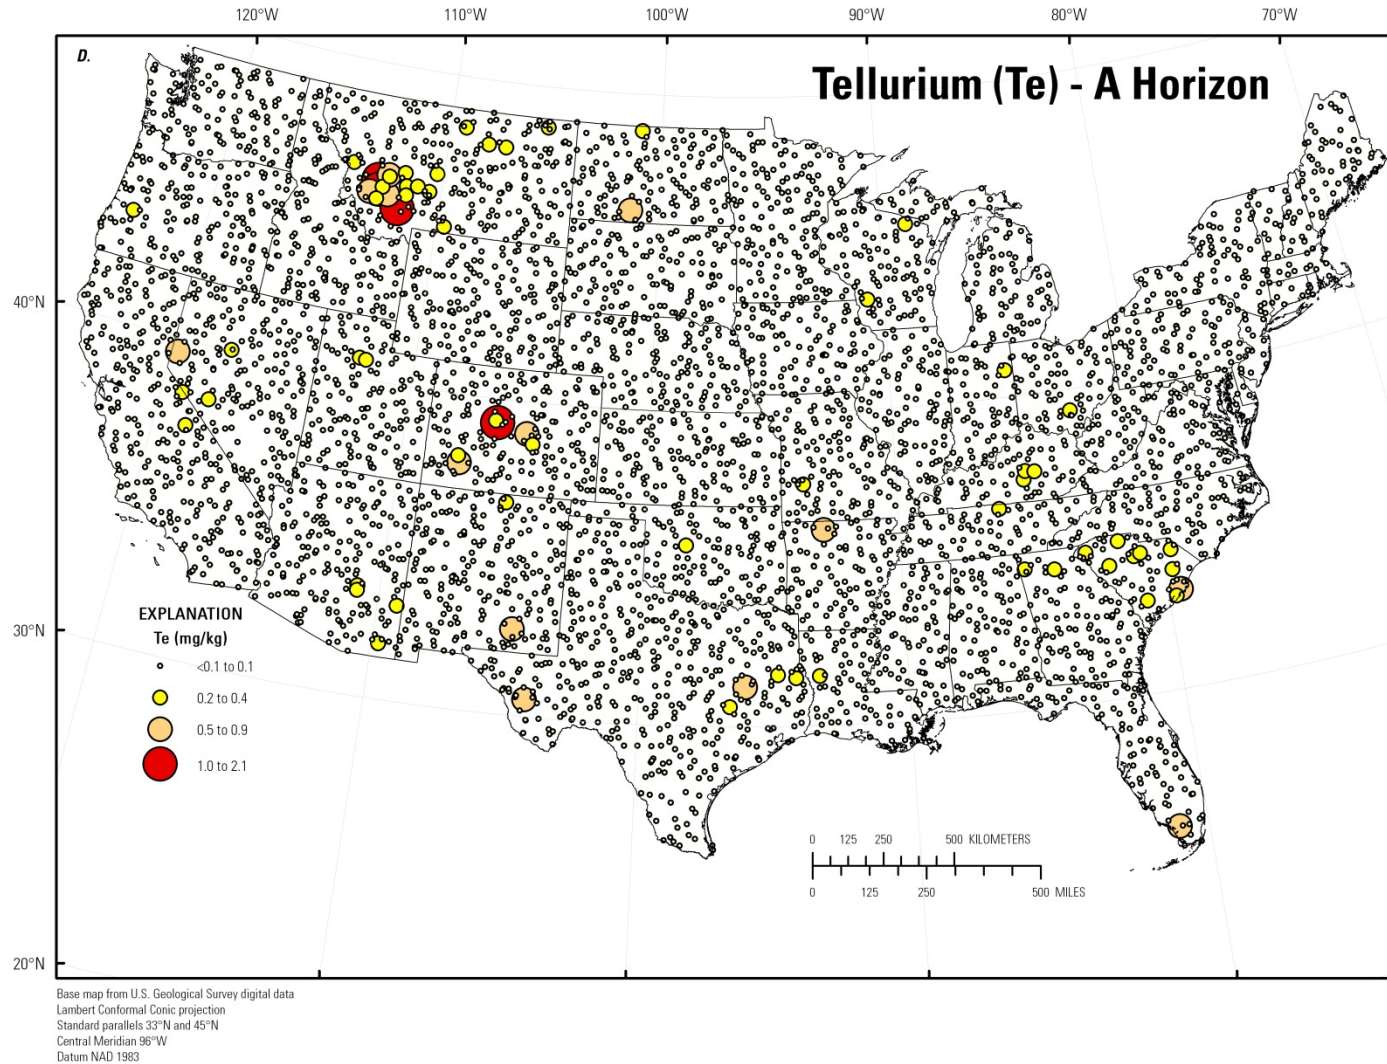 120°W 110°W 100°W 90°W 80°W 70°W
D.
Tellurium (Te) - A Horizon
40°N
30°N
20°N
EXPLANATION
Te (mg/kg)
<0.1 to 0.1
0.2 to 0.4
0.5 to 0.9
1.0 to 2.1
0 125 250 500 KILOMETERS
0 125 250 500 MILES
Base map from U.S. Geological Survey digital data
Lambert Conformal Conic projection
Standard parallels 33°N and 45°N
Central Meridian 96°W
Datum NAD 1983